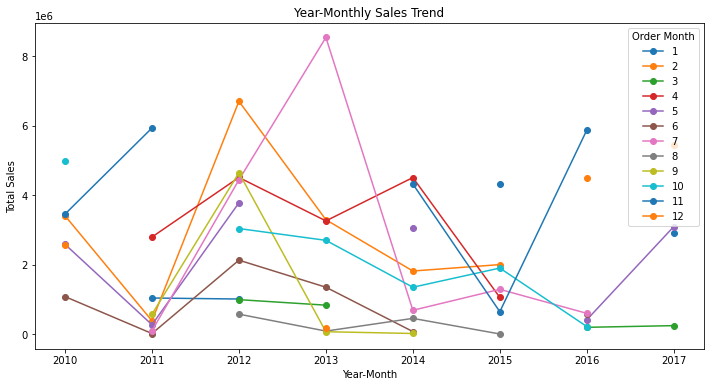 Year-Monthly Sales Trend
1e6
Order Month
1
2
3
4
5
6
7
8
9
10
11
12
8
6
4
2
0
Total Sales
2010 2011 2012 2013 2014 2015 2016 2017
Year-Month